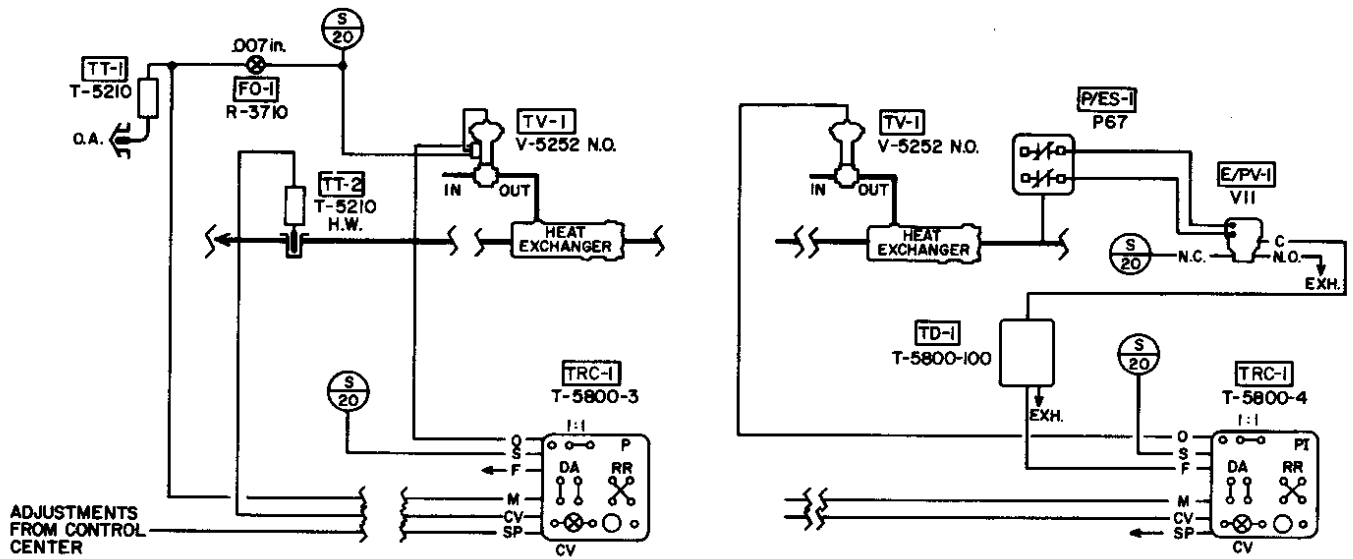 S
20
.007 in.
TT-1
T-5210
FO-1
R-3710
O.A.
TV-1
V-5252 N.O.
IN
OUT
TT-2
T-5210
H.W.
HEAT
EXCHANGER
S
20
TRC-1
T-5800-3
1:1
P
O
S
F
DA
RR
M
CV
SP
CV
ADJUSTMENTS
FROM CONTROL
CENTER
TV-1
V-5252 N.O.
IN
OUT
HEAT
EXCHANGER
P/ES-1
P67
E/PV-1
V11
S
20
N.C.
C
N.O.
EXH.
TD-1
T-5800-100
EXH.
S
20
TRC-1
T-5800-4
1:1
PI
O
S
F
DA
RR
M
CV
SP
CV